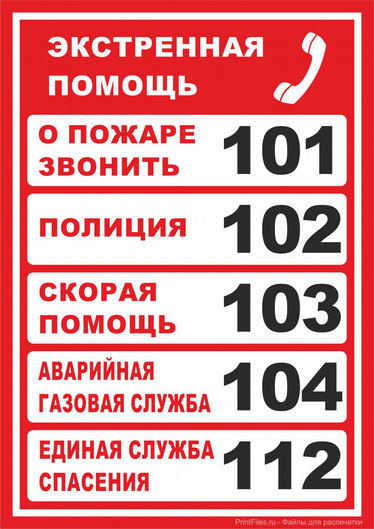 ЭКСТРЕННАЯ
ПОМОЩЬ
О ПОЖАРЕ
ЗВОНИТЬ
101
ПОЛИЦИЯ
102
СКОРАЯ
ПОМОЩЬ
103
АВАРИЙНАЯ
ГАЗОВАЯ СЛУЖБА
104
ЕДИНАЯ СЛУЖБА
СПАСЕНИЯ
112
PrintFiles.ru - Файлы для распечатки